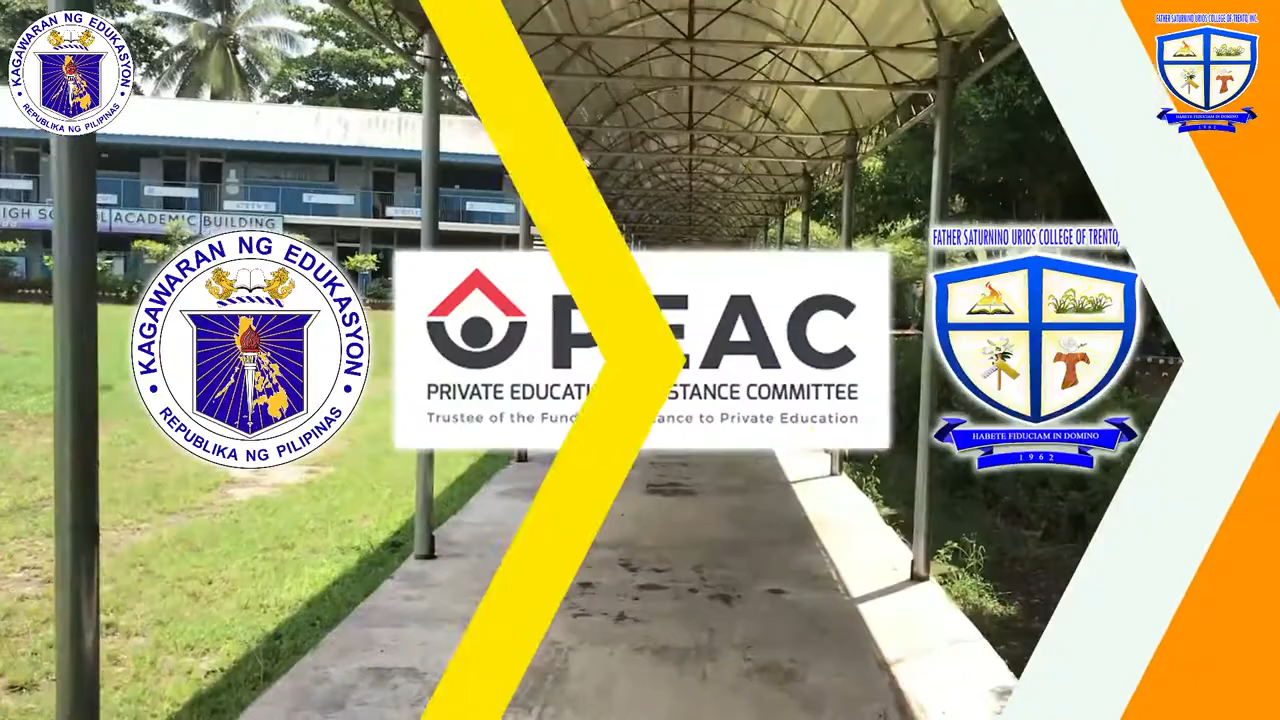 KAGAWARAN NG EDUKASYON
REPUBLIKA NG PILIPINAS
FATHER SATURNINO URIOS COLLEGE OF TRENTO, INC.
HABETE FIDUCIAM IN DOMINO
1962
IGH SCHOOL ACADEMIC BUILDING
KAGAWARAN NG EDUKASYON
REPUBLIKA NG PILIPINAS
PEAC
PRIVATE EDUCATI STANCE COMMITTEE
Trustee of the Fund ance to Private Education
FATHER SATURNINO URIOS COLLEGE OF TRENTO,
HABETE FIDUCIAM IN DOMINO
1962